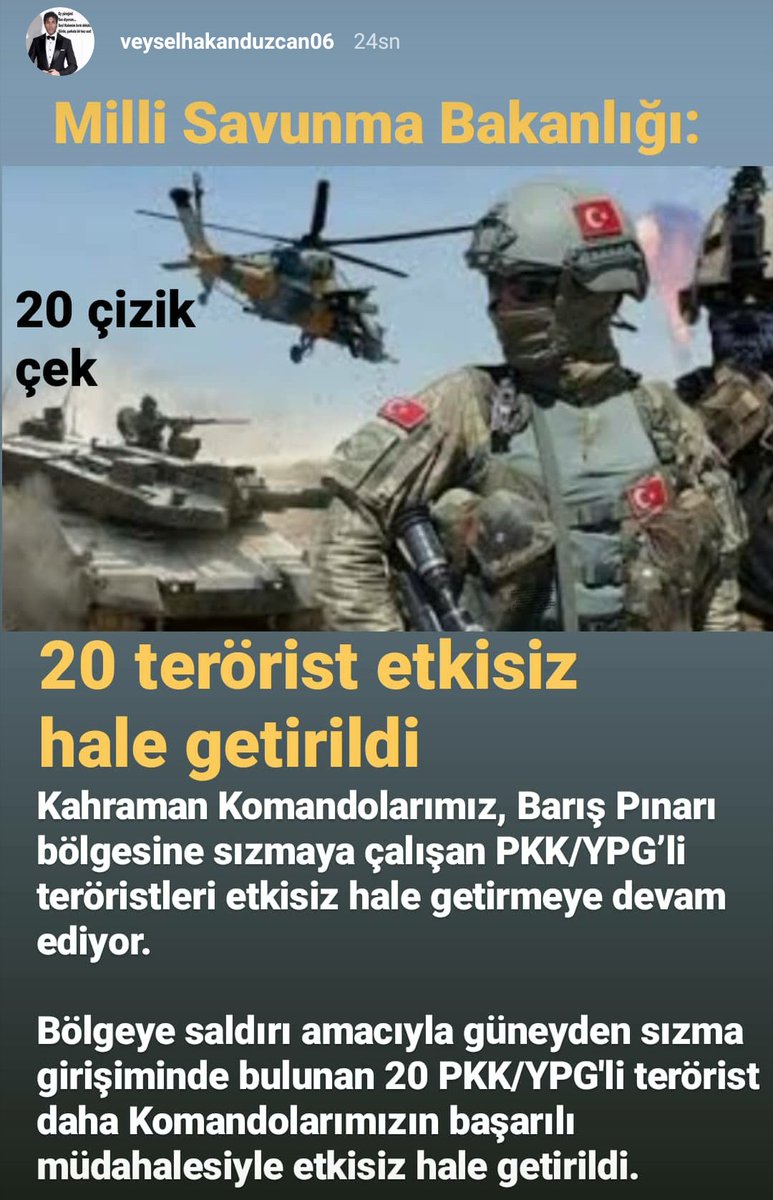 veyselhakanduzcan06 24sn
Milli Savunma Bakanlığı:
20 çizik
çek
20 terörist etkisiz
hale getirildi
Kahraman Komandolarımız, Barış Pınarı
bölgesine sızmaya çalışan PKK/YPG’li
teröristleri etkisiz hale getirmeye devam
ediyor.
Bölgeye saldırı amacıyla güneyden sızma
girişiminde bulunan 20 PKK/YPG'li terörist
daha Komandolarımızın başarılı
müdahalesiyle etkisiz hale getirildi.